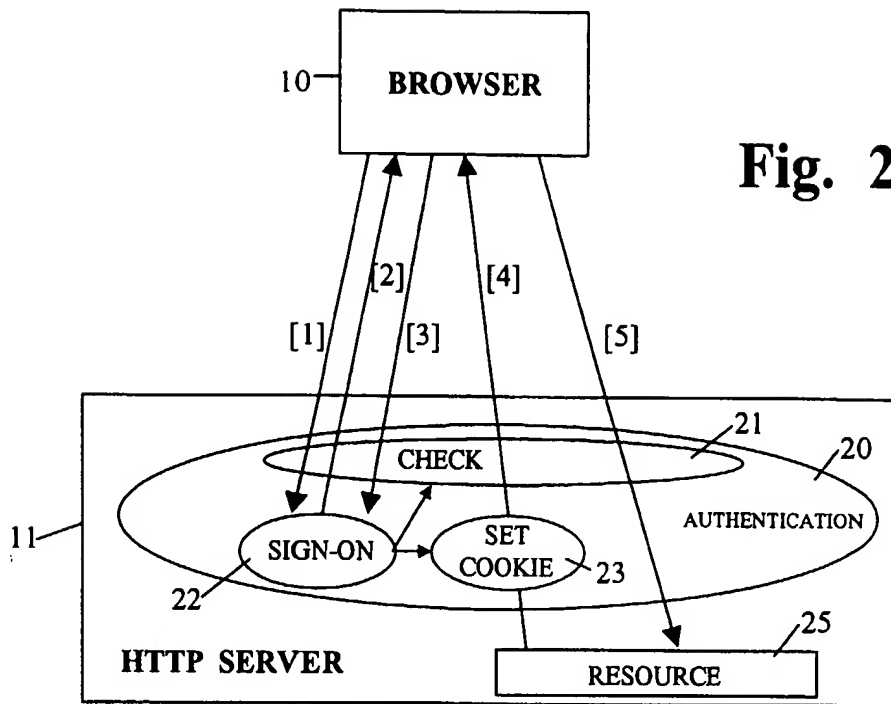 10
BROWSER
Fig. 2
[2]
[4]
[1]
[3]
[5]
21
20
CHECK
AUTHENTICATION
11
SIGN-ON
SET
COOKIE
22
23
25
HTTP SERVER
RESOURCE